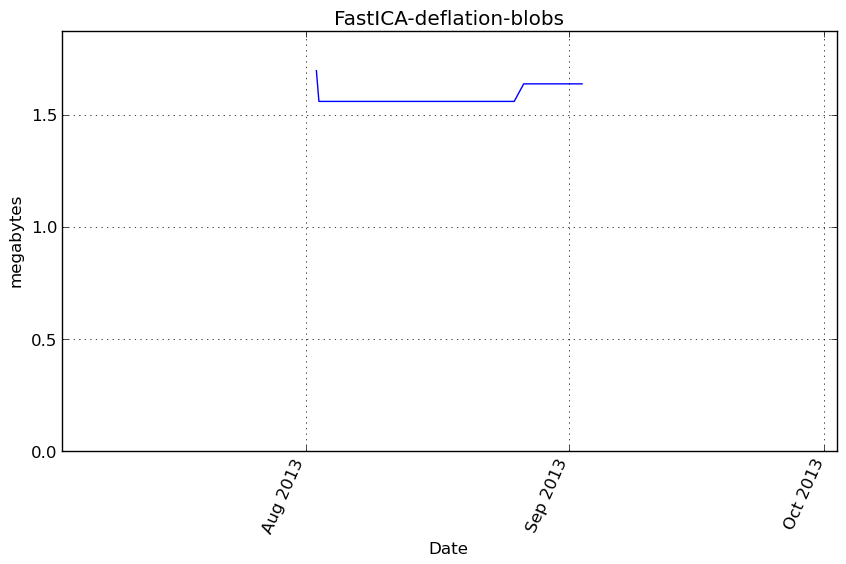 FastICA-deflation-blobs
1.5
1.0
0.5
0.0
megabytes
Aug 2013
Sep 2013
Oct 2013
Date